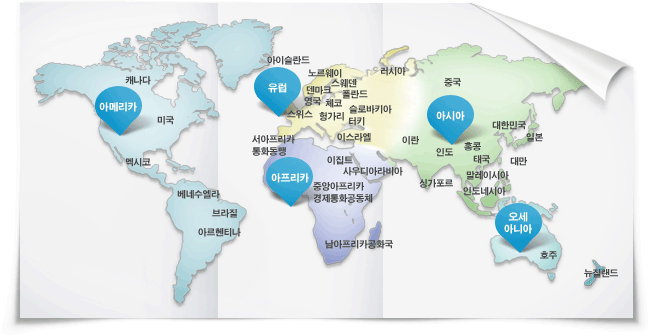 아이슬란드
노르웨이
러시아
캐나다
유럽
스웨덴
중국
덴마크
폴란드
아메리카
영국
체코
슬로바키아
아시아
미국
스위스
헝가리
터키
대한민국
서아프리카
통화동맹
이스라엘
이란
일본
홍콩
인도
멕시코
이집트
태국
대만
아프리카
사우디아라비아
말레이시아
싱가포르
중앙아프리카
경제통화공동체
인도네시아
베네수엘라
브라질
오세
아니아
아르헨티나
남아프리카공화국
호주
뉴질랜드